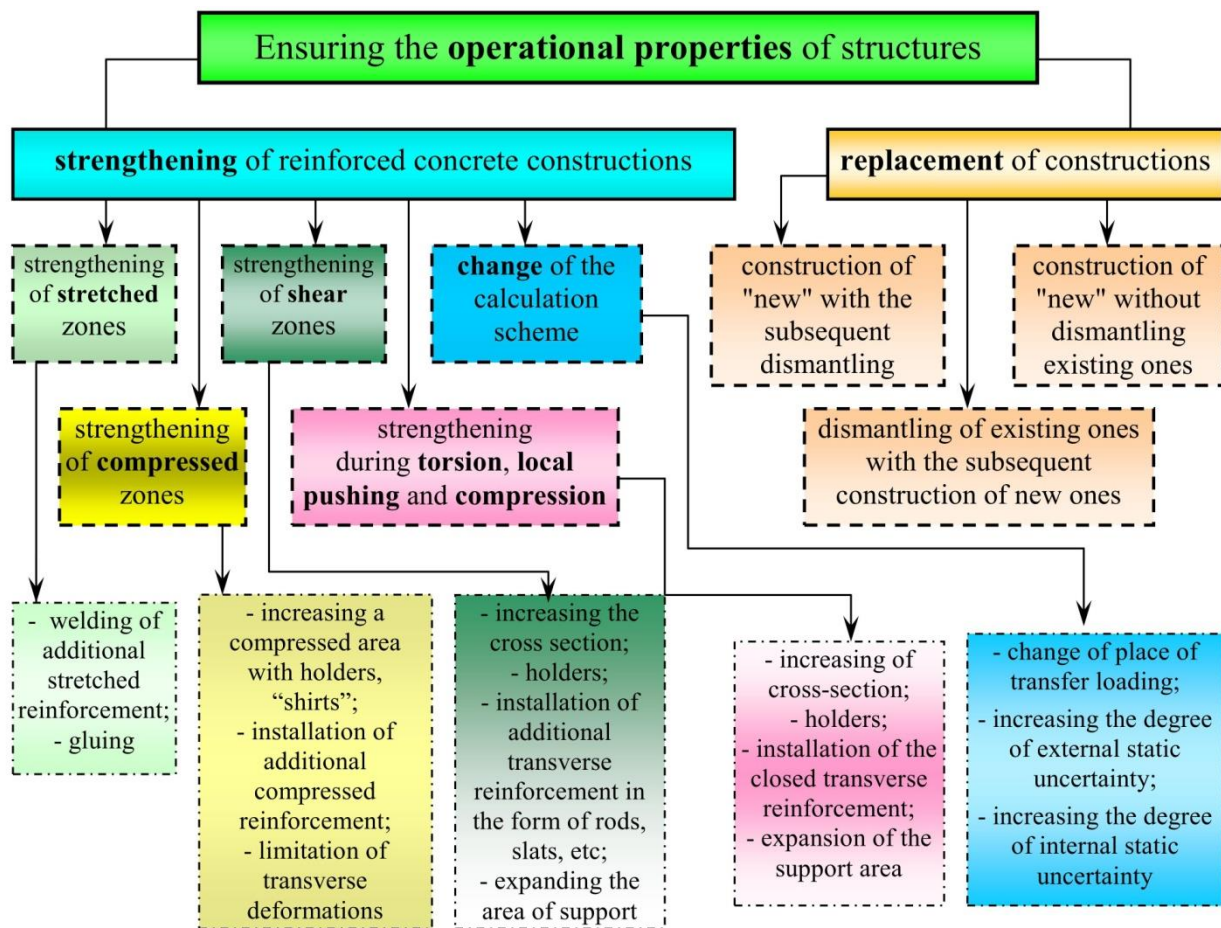 Ensuring the operational properties of structures
strengthening of reinforced concrete constructions
replacement of constructions
strengthening
of stretched
zones
strengthening
of shear
zones
change of the
calculation
scheme
construction of
"new" with the
subsequent
dismantling
construction of
"new" without
dismantling
existing ones
strengthening
of compressed
zones
strengthening
during torsion, local
pushing and compression
dismantling of existing ones
with the subsequent
construction of new ones
- welding of
additional
stretched
reinforcement;
- gluing
- increasing a
compressed area
with holders,
“shirts”;
- installation of
additional
compressed
reinforcement;
- limitation of
transverse
deformations
- increasing the
cross section;
- holders;
- installation of
additional
transverse
reinforcement in
the form of rods,
slats, etc;
- expanding the
area of support
- increasing of
cross-section;
- holders;
- installation of the
closed transverse
reinforcement;
- expansion of the
support area
- change of place of
transfer loading;
- increasing the
degree of external
static
uncertainty;
- increasing the degree
of internal static
uncertainty